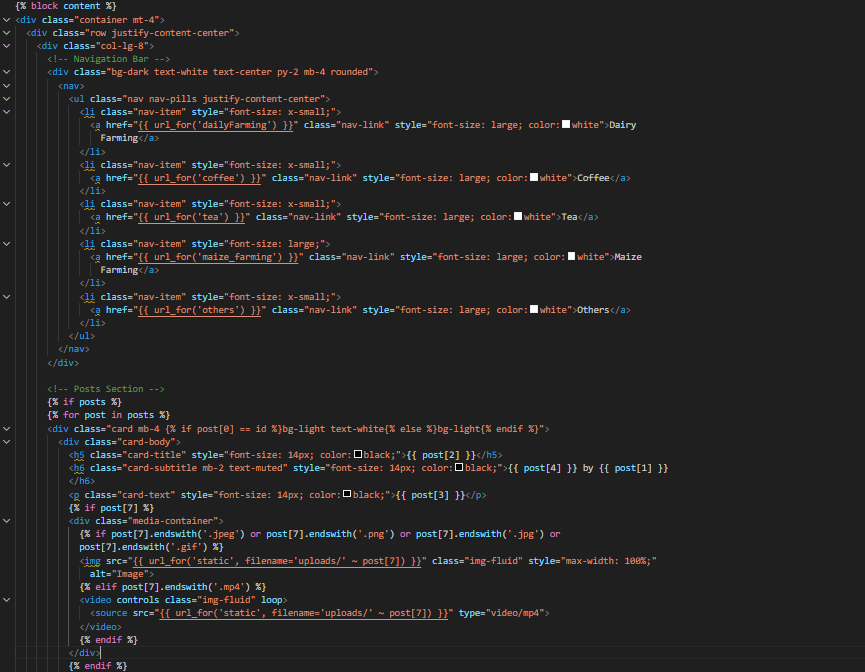 {% block content %}
<div class="container mt-4">
<div class="row justify-content-center">
<div class="col-lg-8">
<!-- Navigation Bar -->
<div class="bg-dark text-white text-center py-2 mb-4 rounded">
<nav>
<ul class="nav nav-pills justify-content-center">
<li class="nav-item" style="font-size: x-small;">
<a href="{{ url_for('dailyFarming') }}" class="nav-link" style="font-size: large; color:white">Dairy
Farming</a>
</li>
<li class="nav-item" style="font-size: x-small;">
<a href="{{ url_for('coffee') }}" class="nav-link" style="font-size: large; color:white">Coffee</a>
</li>
<li class="nav-item" style="font-size: x-small;">
<a href="{{ url_for('tea') }}" class="nav-link" style="font-size: large; color:white">Tea</a>
</li>
<li class="nav-item" style="font-size: large;">
<a href="{{ url_for('maize_farming') }}" class="nav-link" style="font-size: large; color:white">Maize
Farming</a>
</li>
<li class="nav-item" style="font-size: x-small;">
<a href="{{ url_for('others') }}" class="nav-link" style="font-size: large; color:white">Others</a>
</li>
</ul>
</nav>
</div>
<!-- Posts Section -->
{% if posts %}
{% for post in posts %}
<div class="card mb-4 {% if post[0] == id %}bg-light text-white{% else %}bg-light{% endif %}">
<div class="card-body">
<h5 class="card-title" style="font-size: 14px; color:black;">{{ post[2] }}</h5>
<h6 class="card-subtitle mb-2 text-muted" style="font-size: 14px; color:black;">{{ post[4] }} by {{ post[1] }}
</h6>
<p class="card-text" style="font-size: 14px; color:black;">{{ post[3] }}</p>
{% if post[7] %}
<div class="media-container">
{% if post[7].endswith('.jpeg') or post[7].endswith('.png') or post[7].endswith('.jpg') or
post[7].endswith('.gif') %}
<img src="{{ url_for('static', filename='uploads/' ~ post[7]) }}" class="img-fluid" style="max-width: 100%;"
alt="Image">
{% elif post[7].endswith('.mp4') %}
<video controls class="img-fluid" loop>
<source src="{{ url_for('static', filename='uploads/' ~ post[7]) }}" type="video/mp4">
</video>
{% endif %}
</div>
{% endif %}